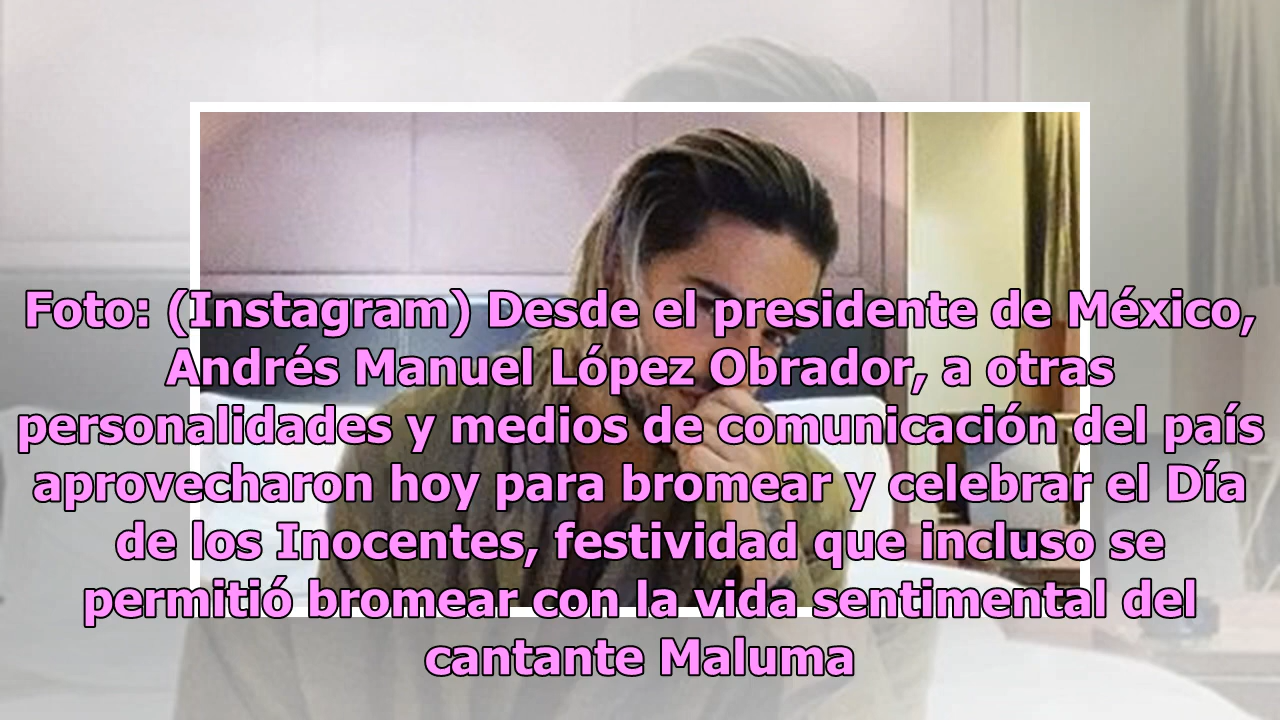 Foto: (Instagram) Desde el presidente de México,
Andrés Manuel López Obrador, a otras
personalidades y medios de comunicación del país
aprovecharon hoy para bromear y celebrar el Día
de los Inocentes, festividad que incluso se
permitió bromear con la vida sentimental del
cantante Maluma